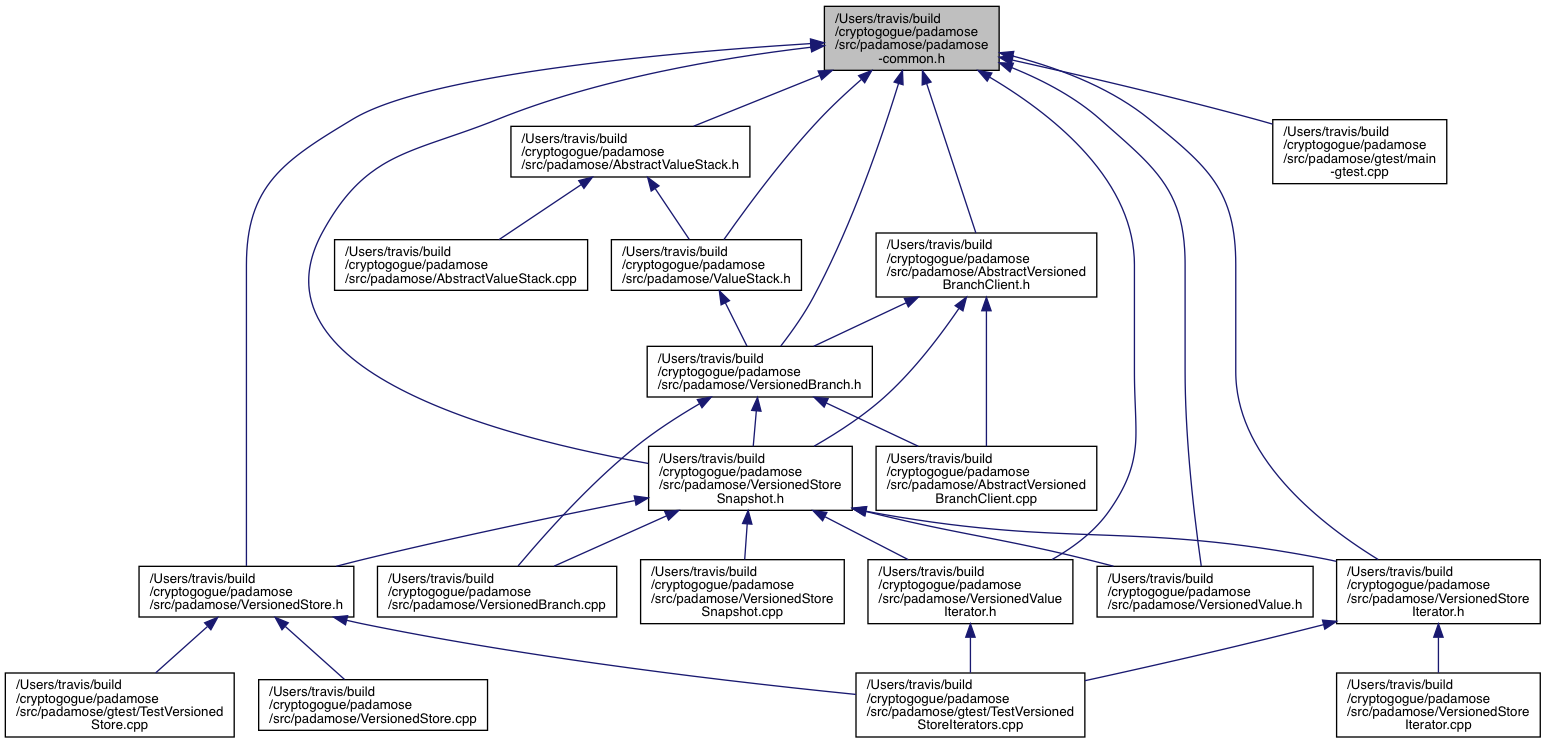 /Users/travis/build
/cryptogogue/padamose
/src/padamose/padamose
-common.h
/Users/travis/build
/cryptogogue/padamose
/src/padamose/AbstractValueStack.h
/Users/travis/build
/cryptogogue/padamose
/src/padamose/gtest/main
-gtest.cpp
/Users/travis/build
/cryptogogue/padamose
/src/padamose/AbstractValueStack.cpp
/Users/travis/build
/cryptogogue/padamose
/src/padamose/ValueStack.h
/Users/travis/build
/cryptogogue/padamose
/src/padamose/AbstractVersioned
BranchClient.h
/Users/travis/build
/cryptogogue/padamose
/src/padamose/VersionedBranch.h
/Users/travis/build
/cryptogogue/padamose
/src/padamose/VersionedStore
Snapshot.h
/Users/travis/build
/cryptogogue/padamose
/src/padamose/AbstractVersioned
BranchClient.cpp
/Users/travis/build
/cryptogogue/padamose
/src/padamose/VersionedStore.h
/Users/travis/build
/cryptogogue/padamose
/src/padamose/VersionedBranch.cpp
/Users/travis/build
/cryptogogue/padamose
/src/padamose/VersionedStore
Snapshot.cpp
/Users/travis/build
/cryptogogue/padamose
/src/padamose/VersionedValue
Iterator.h
/Users/travis/build
/cryptogogue/padamose
/src/padamose/VersionedValue.h
/Users/travis/build
/cryptogogue/padamose
/src/padamose/VersionedStore
Iterator.h
/Users/travis/build
/cryptogogue/padamose
/src/padamose/gtest/TestVersioned
Store.cpp
/Users/travis/build
/cryptogogue/padamose
/src/padamose/VersionedStore.cpp
/Users/travis/build
/cryptogogue/padamose
/src/padamose/gtest/TestVersioned
StoreIterators.cpp
/Users/travis/build
/cryptogogue/padamose
/src/padamose/VersionedStore
Iterator.cpp